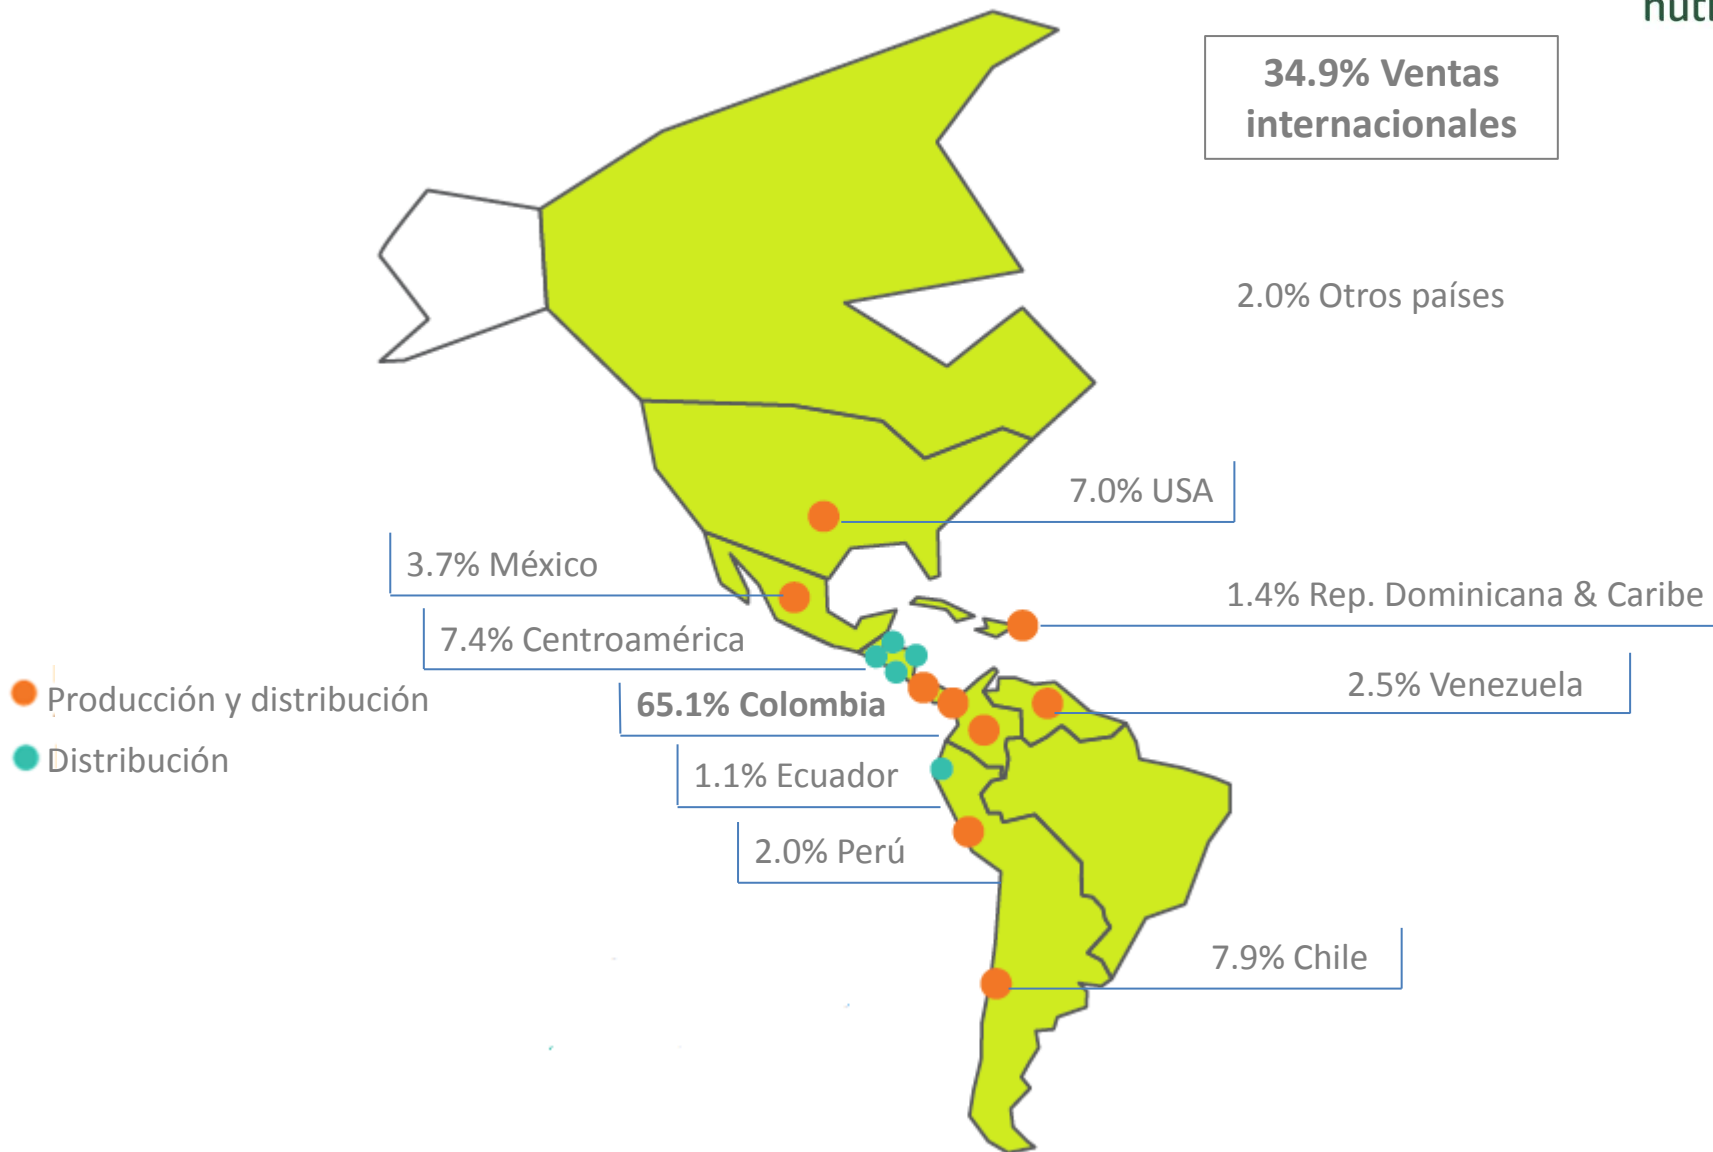 34.9% Ventas
internacionales
2.0% Otros países
7.0% USA
3.7% México
1.4% Rep. Dominicana & Caribe
7.4% Centroamérica
2.5% Venezuela
Producción y distribución
65.1% Colombia
Distribución
1.1% Ecuador
2.0% Perú
7.9% Chile